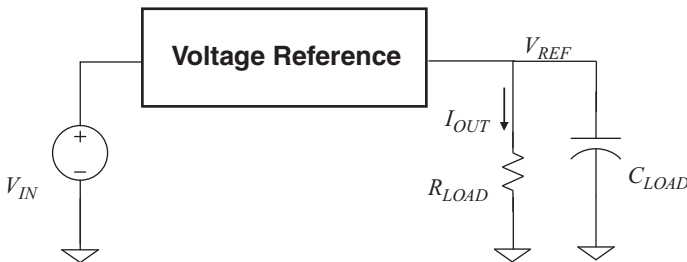 Voltage Reference
V_REF
I_OUT
+
−
V_IN
R_LOAD
C_LOAD